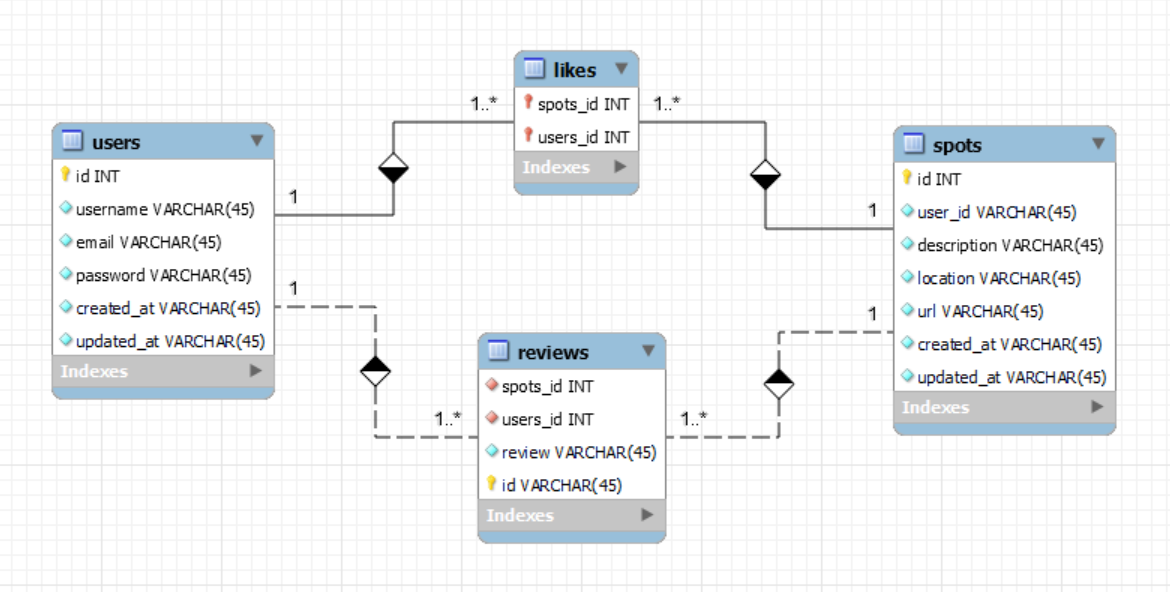 likes
1..*
spots_id INT
1..*
users_id INT
Indexes
users
id INT
username VARCHAR(45)
email VARCHAR(45)
password VARCHAR(45)
created_at VARCHAR(45)
updated_at VARCHAR(45)
Indexes
1
1
spots
id INT
user_id VARCHAR(45)
description VARCHAR(45)
location VARCHAR(45)
url VARCHAR(45)
created_at VARCHAR(45)
updated_at VARCHAR(45)
Indexes
1
1
reviews
spots_id INT
users_id INT
review VARCHAR(45)
id VARCHAR(45)
Indexes
1..*
1..*